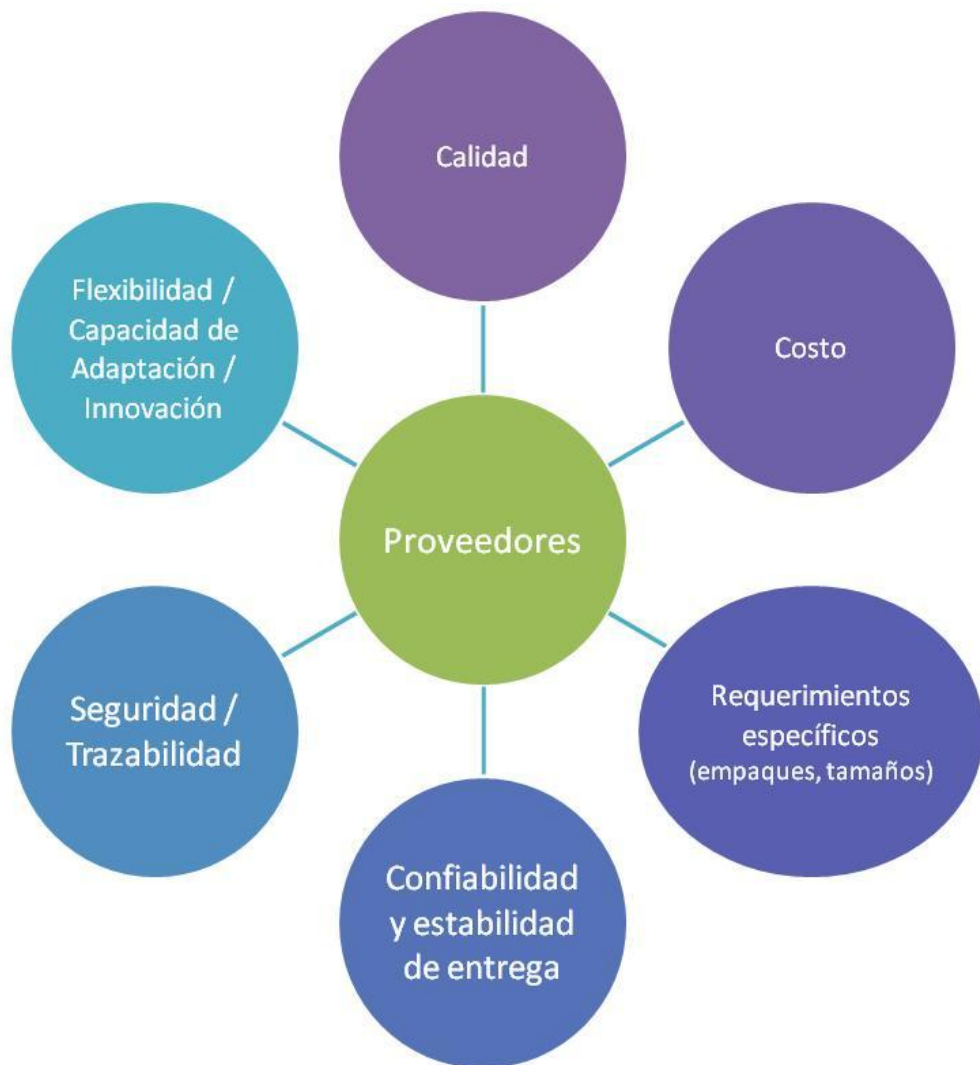 Calidad
Flexibilidad /
Capacidad de
Adaptación /
Innovación
Costo
Proveedores
Seguridad /
Trazabilidad
Requerimientos
específicos
(empaques, tamaños)
Confiabilidad
y estabilidad
de entrega